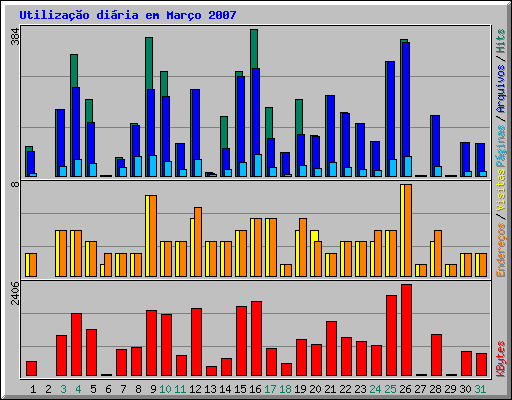 Utilização diária em Março 2007
384
8
2406
Endereços / Visitas Páginas / Arquivos / Hits
KBytes
1 2 3 4 5 6 7 8 9 10 11 12 13 14 15 16 17 18 19 20 21 22 23 24 25 26 27 28 29 30 31